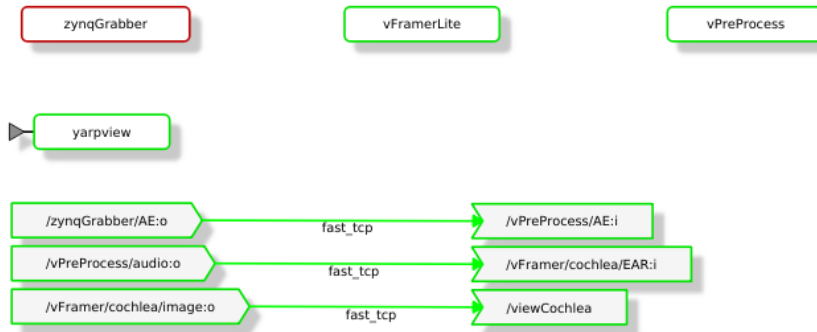 zynqGrabber vFramerLite vPreProcess
yarpview
/zynqGrabber/AE:o fast_tcp /vPreProcess/AE:i
/vPreProcess/audio:o fast_tcp /vFramer/cochlea/EAR:i
/vFramer/cochlea/image:o fast_tcp /viewCochlea